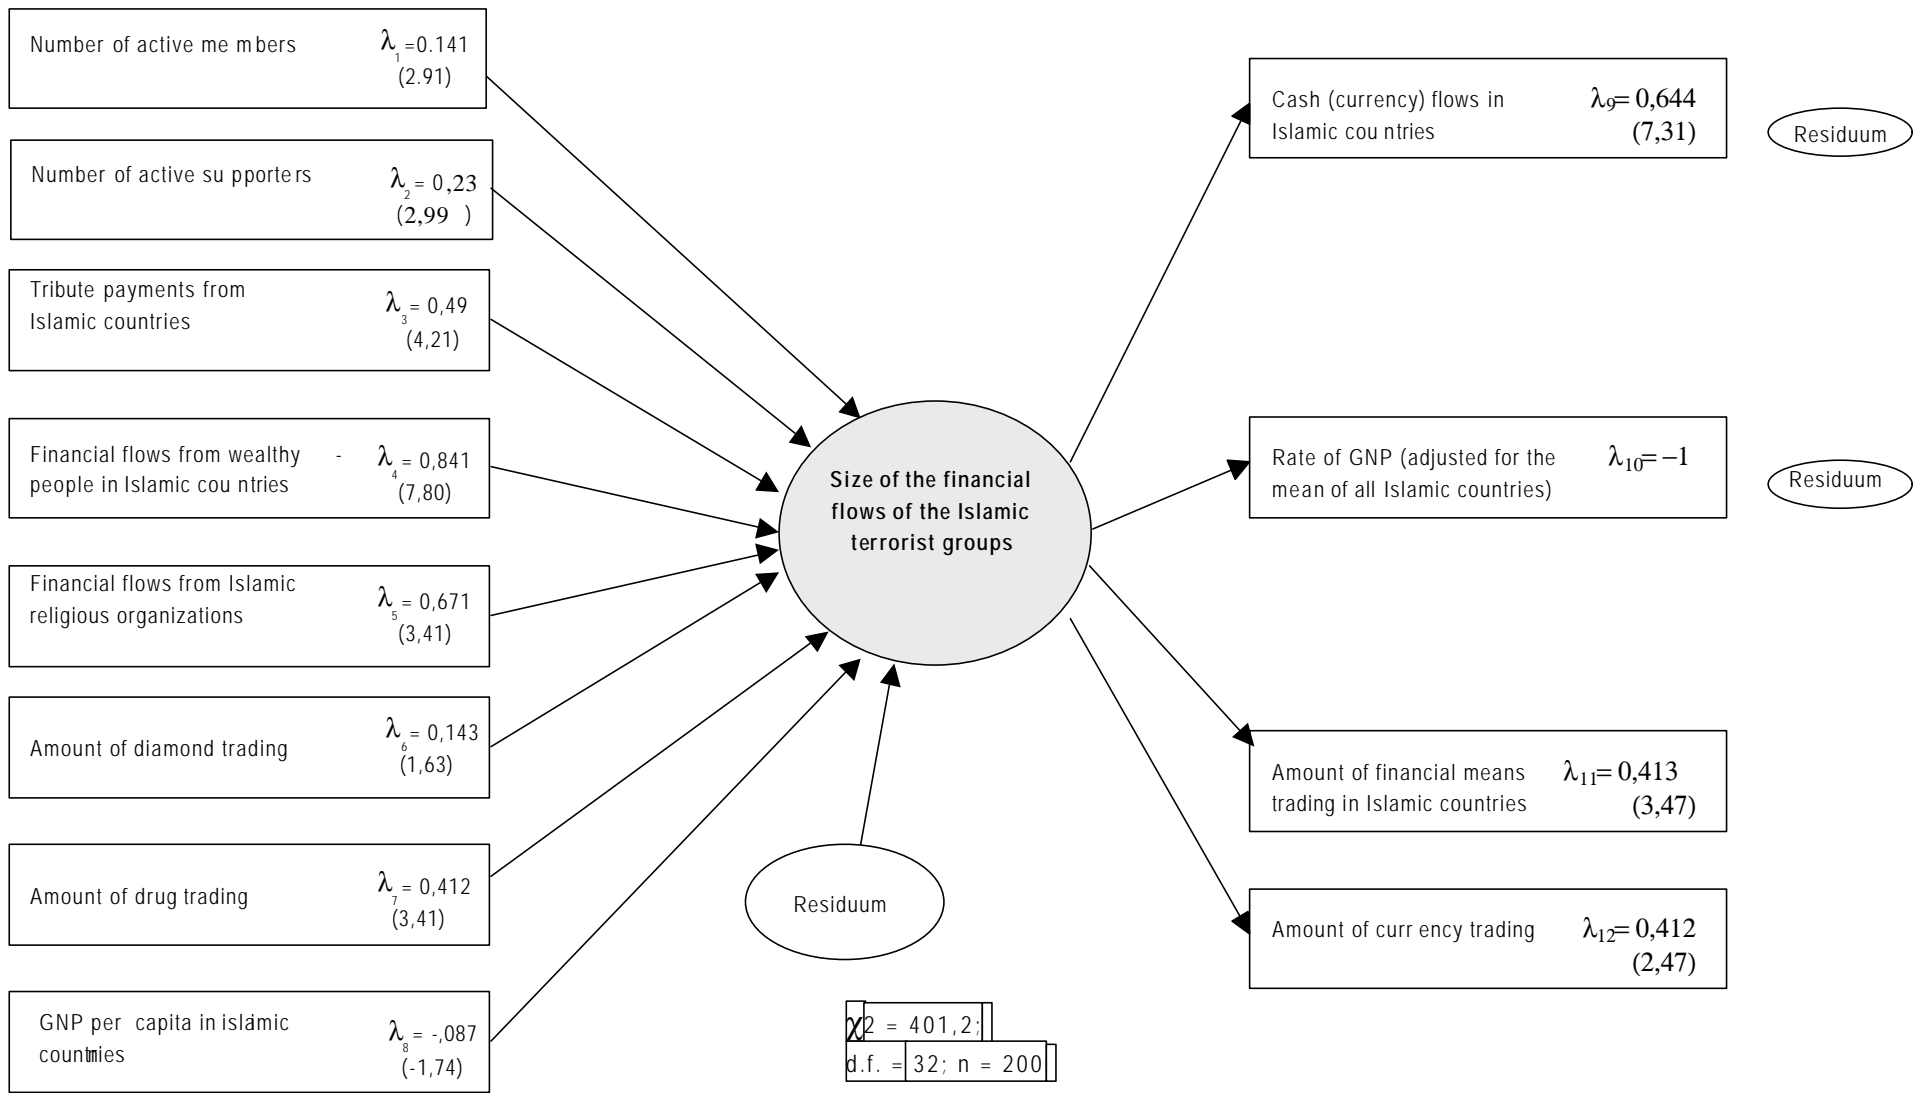 Number of active me mbers
λ1 =0.141
(2.91)
Number of active su pporters
λ2 = 0,23
(2,99 )
Tribute payments from
Islamic countries
λ3 = 0,49
(4,21)
Financial flows from wealthy -
people in Islamic cou ntries
λ4 = 0,841
(7,80)
Financial flows from Islamic
religious organizations
λ5 = 0,671
(3,41)
Amount of diamond trading
λ6 = 0,143
(1,63)
Amount of drug trading
λ7 = 0,412
(3,41)
GNP per capita in islamic
countries
λ8 = -,087
(-1,74)
Size of the financial
flows of the Islamic
terrorist groups
Residuum
χ2 = 401,2;
d.f. = 32; n = 200
Cash (currency) flows in
Islamic cou ntries
λ9= 0,644
(7,31)
Residuum
Rate of GNP (adjusted for the
mean of all Islamic countries)
λ10= −1
Residuum
Amount of financial means
trading in Islamic countries
λ11= 0,413
(3,47)
Amount of curr ency trading
λ12= 0,412
(2,47)